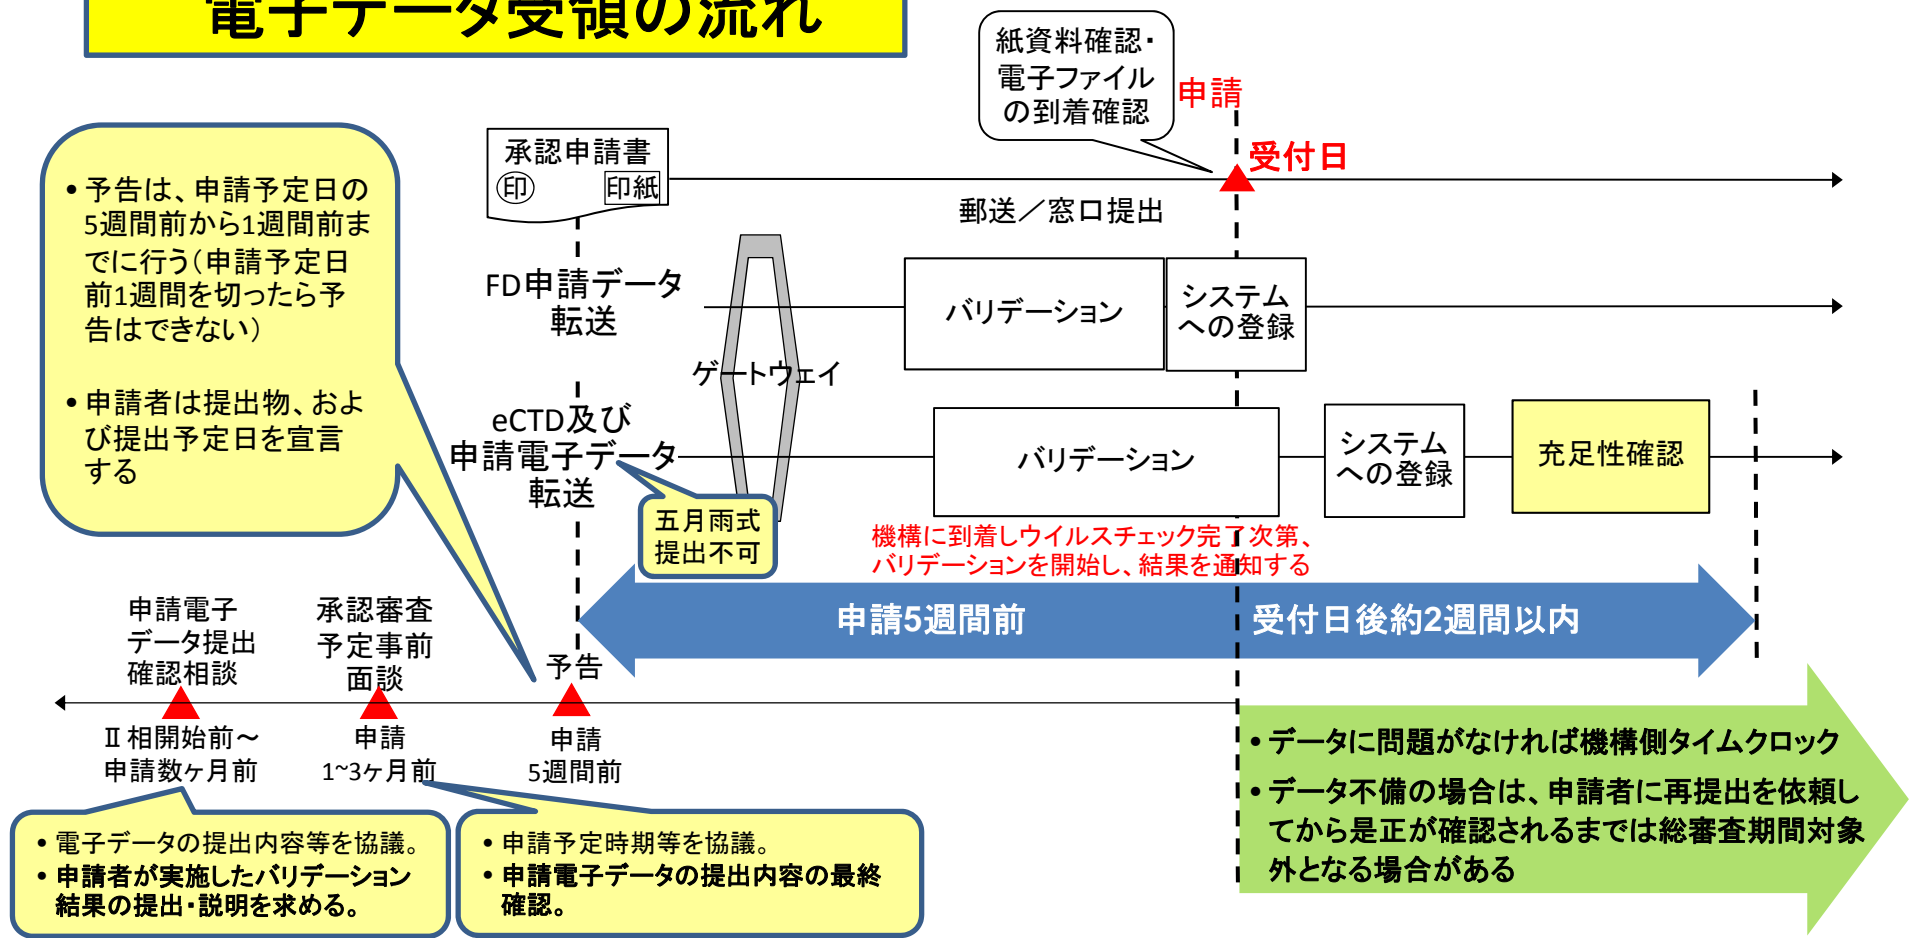 電子データ受領の流れ
紙資料確認・
電子ファイル
の到着確認
申請
受付日
承認申請書
印 印紙
郵送／窓口提出
• 予告は、申請予定日の
5週間前から1週間前ま
でに行う（申請予定日
前1週間を切ったら予
告はできない）
• 申請者は提出物、およ
び提出予定日を宣言
する
FD申請データ
転送
ゲートウェイ
バリデーション
システム
への登録
eCTD及び
申請電子データ
転送
五月雨式
提出不可
バリデーション
システム
への登録
充足性確認
機構に到着しウイルスチェック完了次第、
バリデーションを開始し、結果を通知する
申請5週間前
受付日後約2週間以内
申請電子
データ提出
確認相談
承認審査
予定事前
面談
予告
Ⅱ相開始前～
申請数ヶ月前
申請
1~3ヶ月前
申請
5週間前
• 電子データの提出内容等を協議。
• 申請者が実施したバリデーション
結果の提出・説明を求める。
• 申請予定時期等を協議。
• 申請電子データの提出内容の最終
確認。
• データに問題がなければ機構側タイムクロック
• データ不備の場合は、申請者に再提出を依頼し
てから是正が確認されるまでは総審査期間対象
外となる場合がある